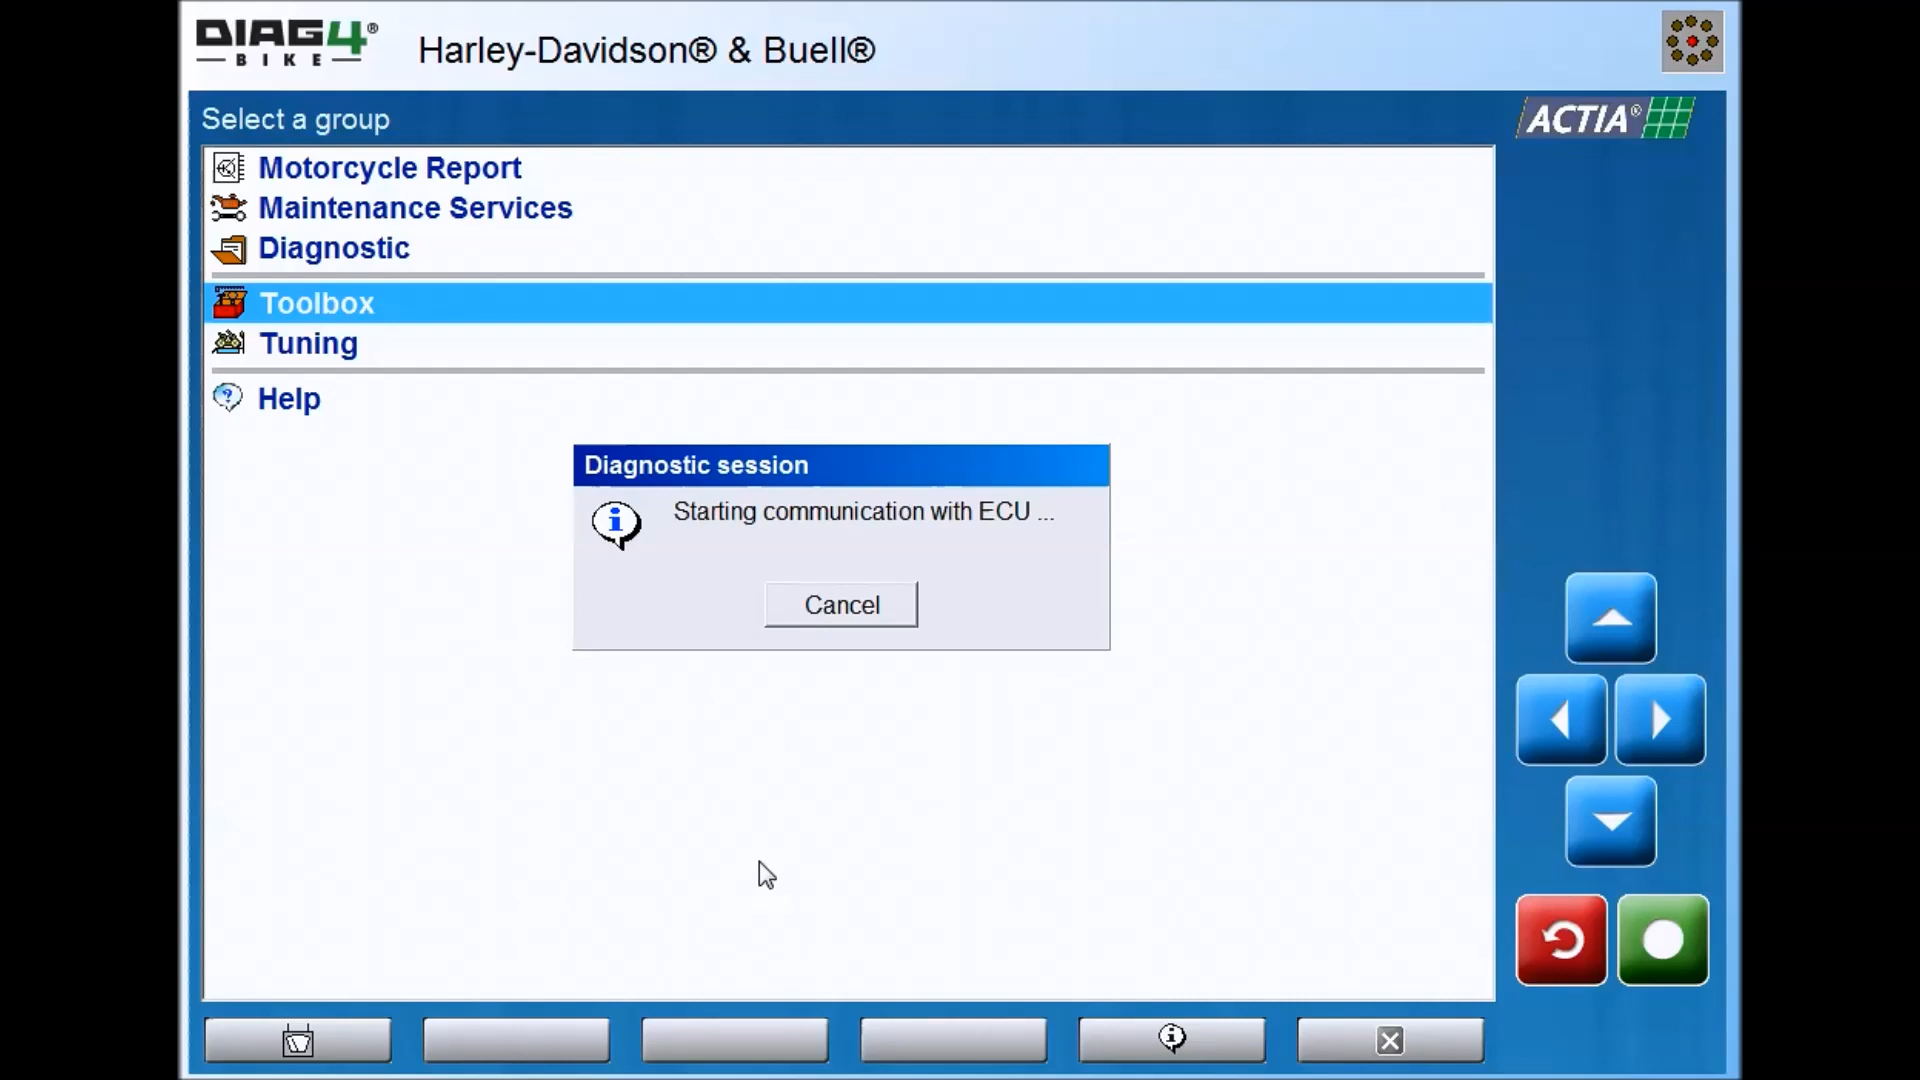 DIAG4®
BIKE
Harley-Davidson® & Buell®
Select a group
ACTIA®
Motorcycle Report
Maintenance Services
Diagnostic
Toolbox
Tuning
Help
Diagnostic session
Starting communication with ECU ...
Cancel